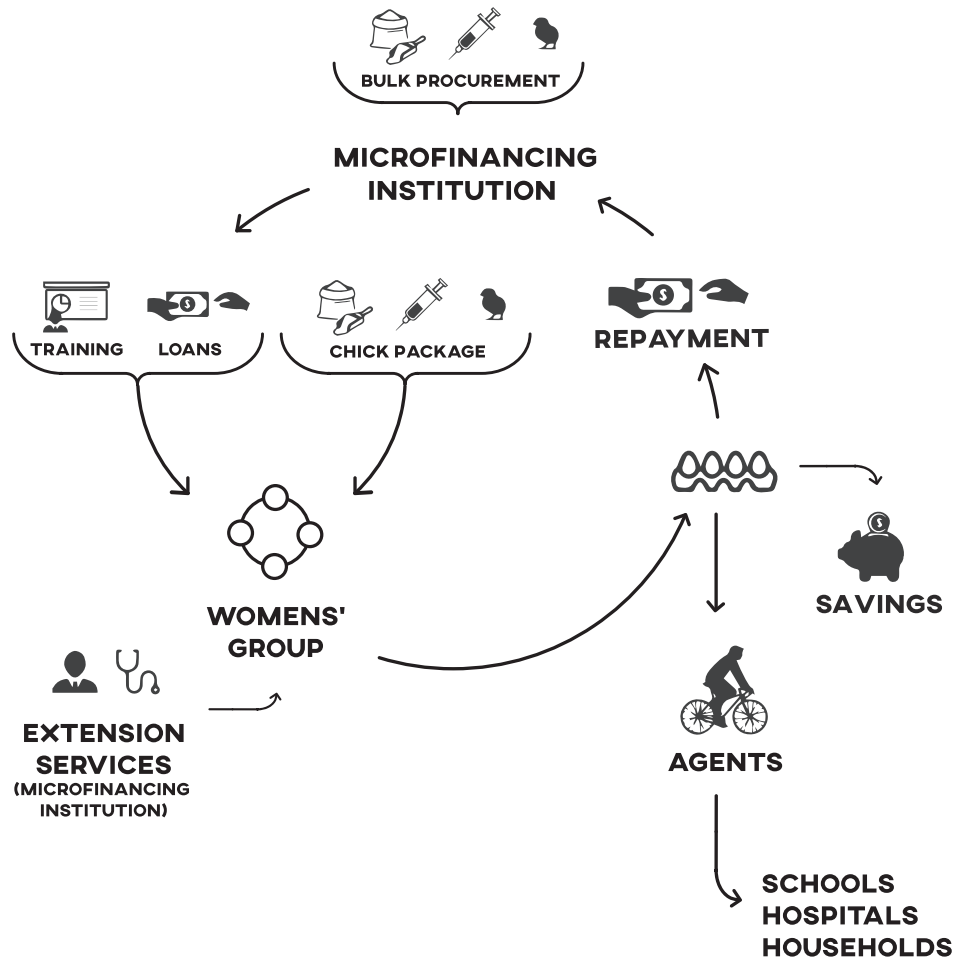 BULK PROCUREMENT
MICROFINANCING
INSTITUTION
TRAINING
LOANS
CHICK PACKAGE
$
REPAYMENT
$
WOMENS'
GROUP
$
SAVINGS
EXTENSION
SERVICES
(MICROFINANCING
INSTITUTION)
AGENTS
SCHOOLS
HOSPITALS
HOUSEHOLDS